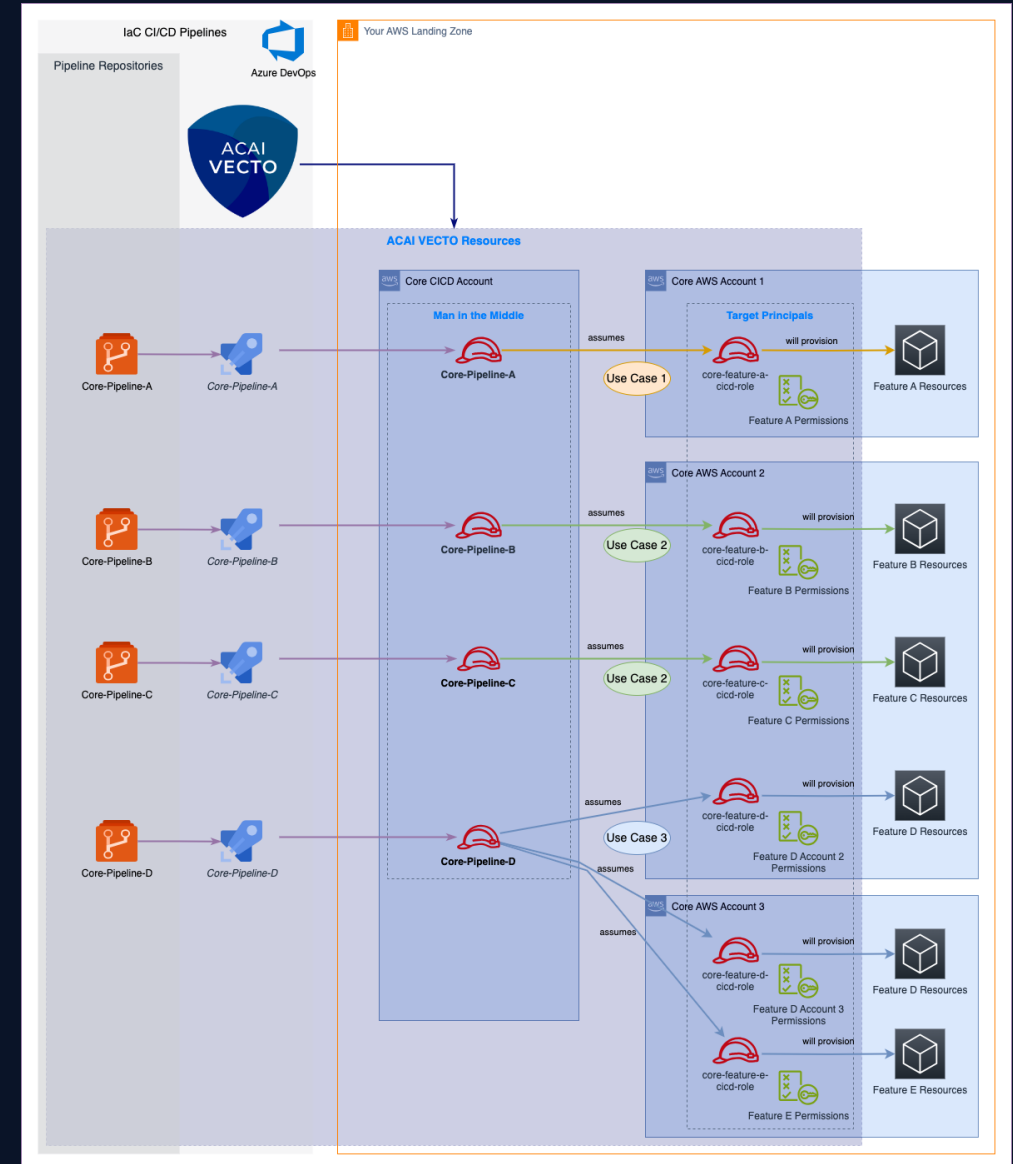 IaC CI/CD Pipelines
Your AWS Landing Zone
Pipeline Repositories
Azure DevOps
ACAI
VECTO
ACAI VECTO Resources
aws
Core CICD Account
aws
Core AWS Account 1
Man in the Middle
Target Principals
assumes
will provision
Core-Pipeline-A
Core-Pipeline-A
Core-Pipeline-A
Use Case 1
core-feature-a-
cicd-role
Feature A Resources
Feature A Permissions
aws
Core AWS Account 2
assumes
will provision
Core-Pipeline-B
Core-Pipeline-B
Core-Pipeline-B
Use Case 2
core-feature-b-
cicd-role
Feature B Resources
Feature B Permissions
assumes
will provision
Core-Pipeline-C
Core-Pipeline-C
Core-Pipeline-C
Use Case 2
core-feature-c-
cicd-role
Feature C Resources
Feature C Permissions
assumes
will provision
core-feature-d-
cicd-role
Feature D Resources
Use Case 3
Core-Pipeline-D
Core-Pipeline-D
Core-Pipeline-D
Feature D Account 2
Permissions
assumes
aws
Core AWS Account 3
assumes
will provision
core-feature-d-
cicd-role
Feature D Resources
Feature D Account 3
Permissions
will provision
core-feature-e-
cicd-role
Feature E Resources
Feature E Permissions